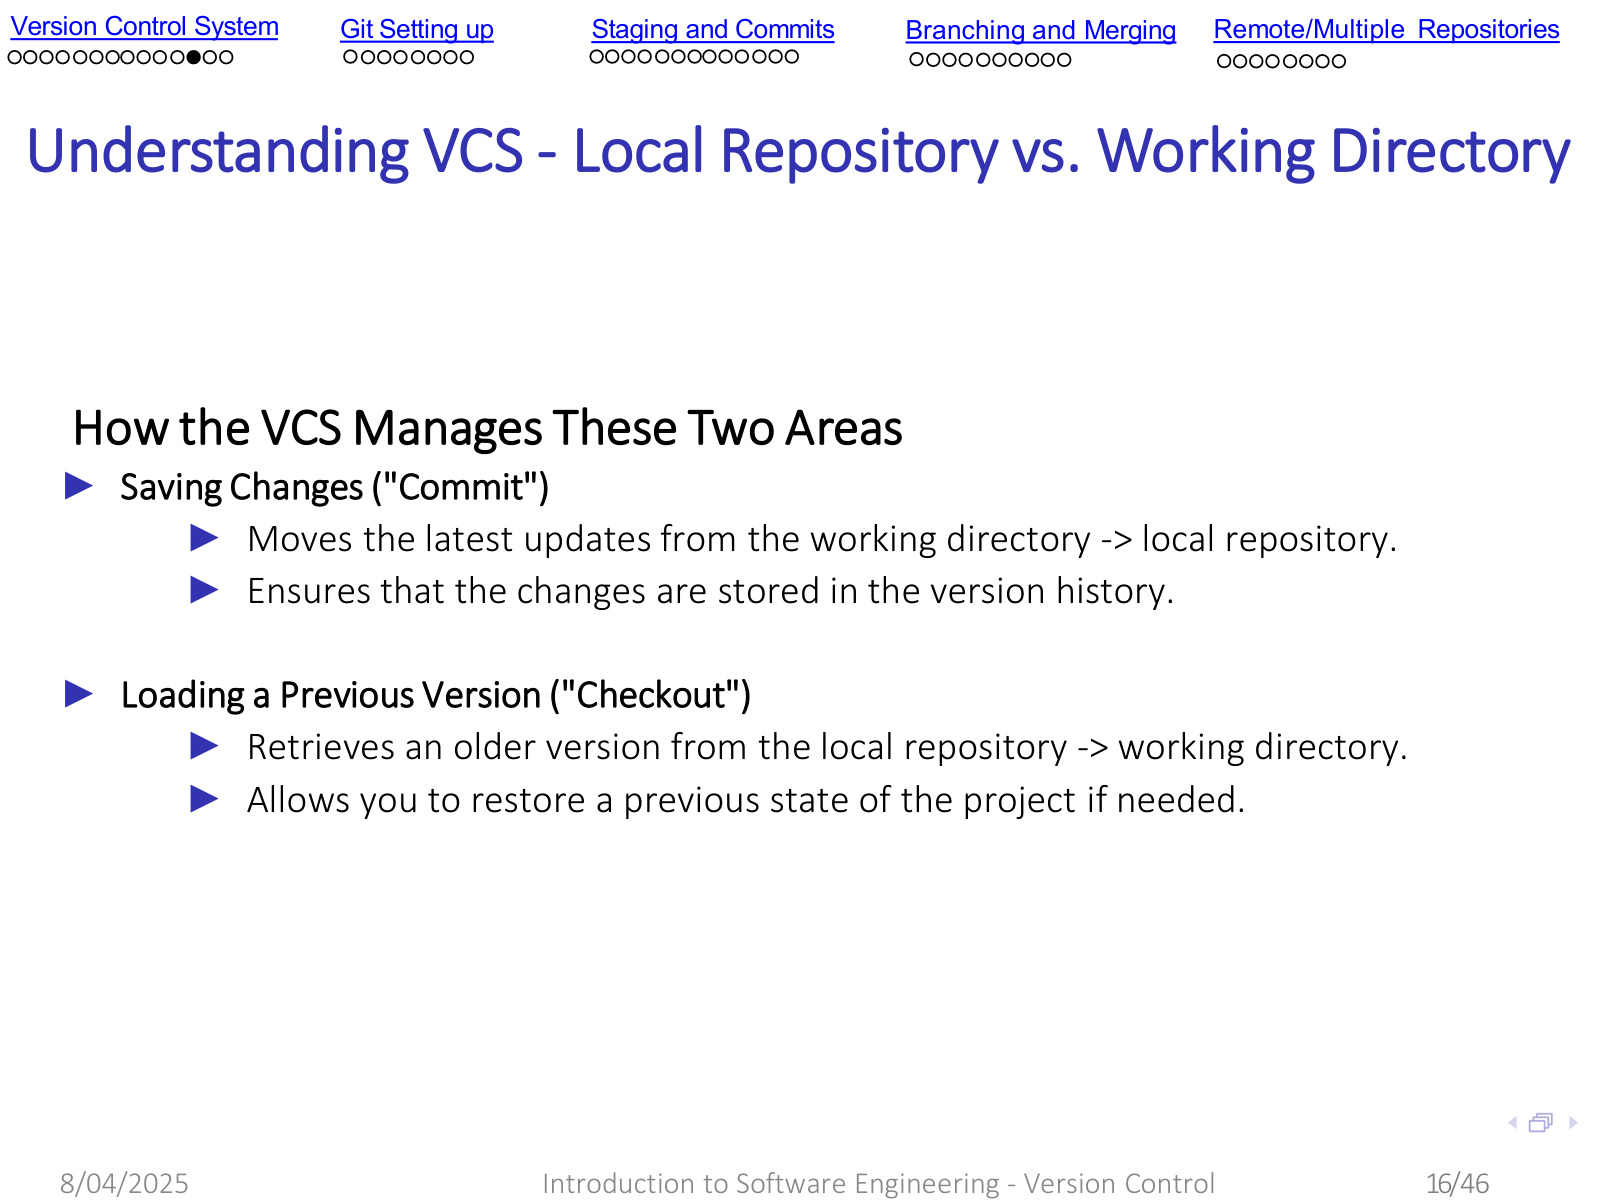 Version Control System
Git Setting up
Staging and Commits
Branching and Merging
Remote/Multiple Repositories
Understanding VCS - Local Repository vs. Working Directory
How the VCS Manages These Two Areas
Saving Changes ("Commit")
Moves the latest updates from the working directory -> local repository.
Ensures that the changes are stored in the version history.
Loading a Previous Version ("Checkout")
Retrieves an older version from the local repository -> working directory.
Allows you to restore a previous state of the project if needed.
8/04/2025
Introduction to Software Engineering - Version Control
16/46